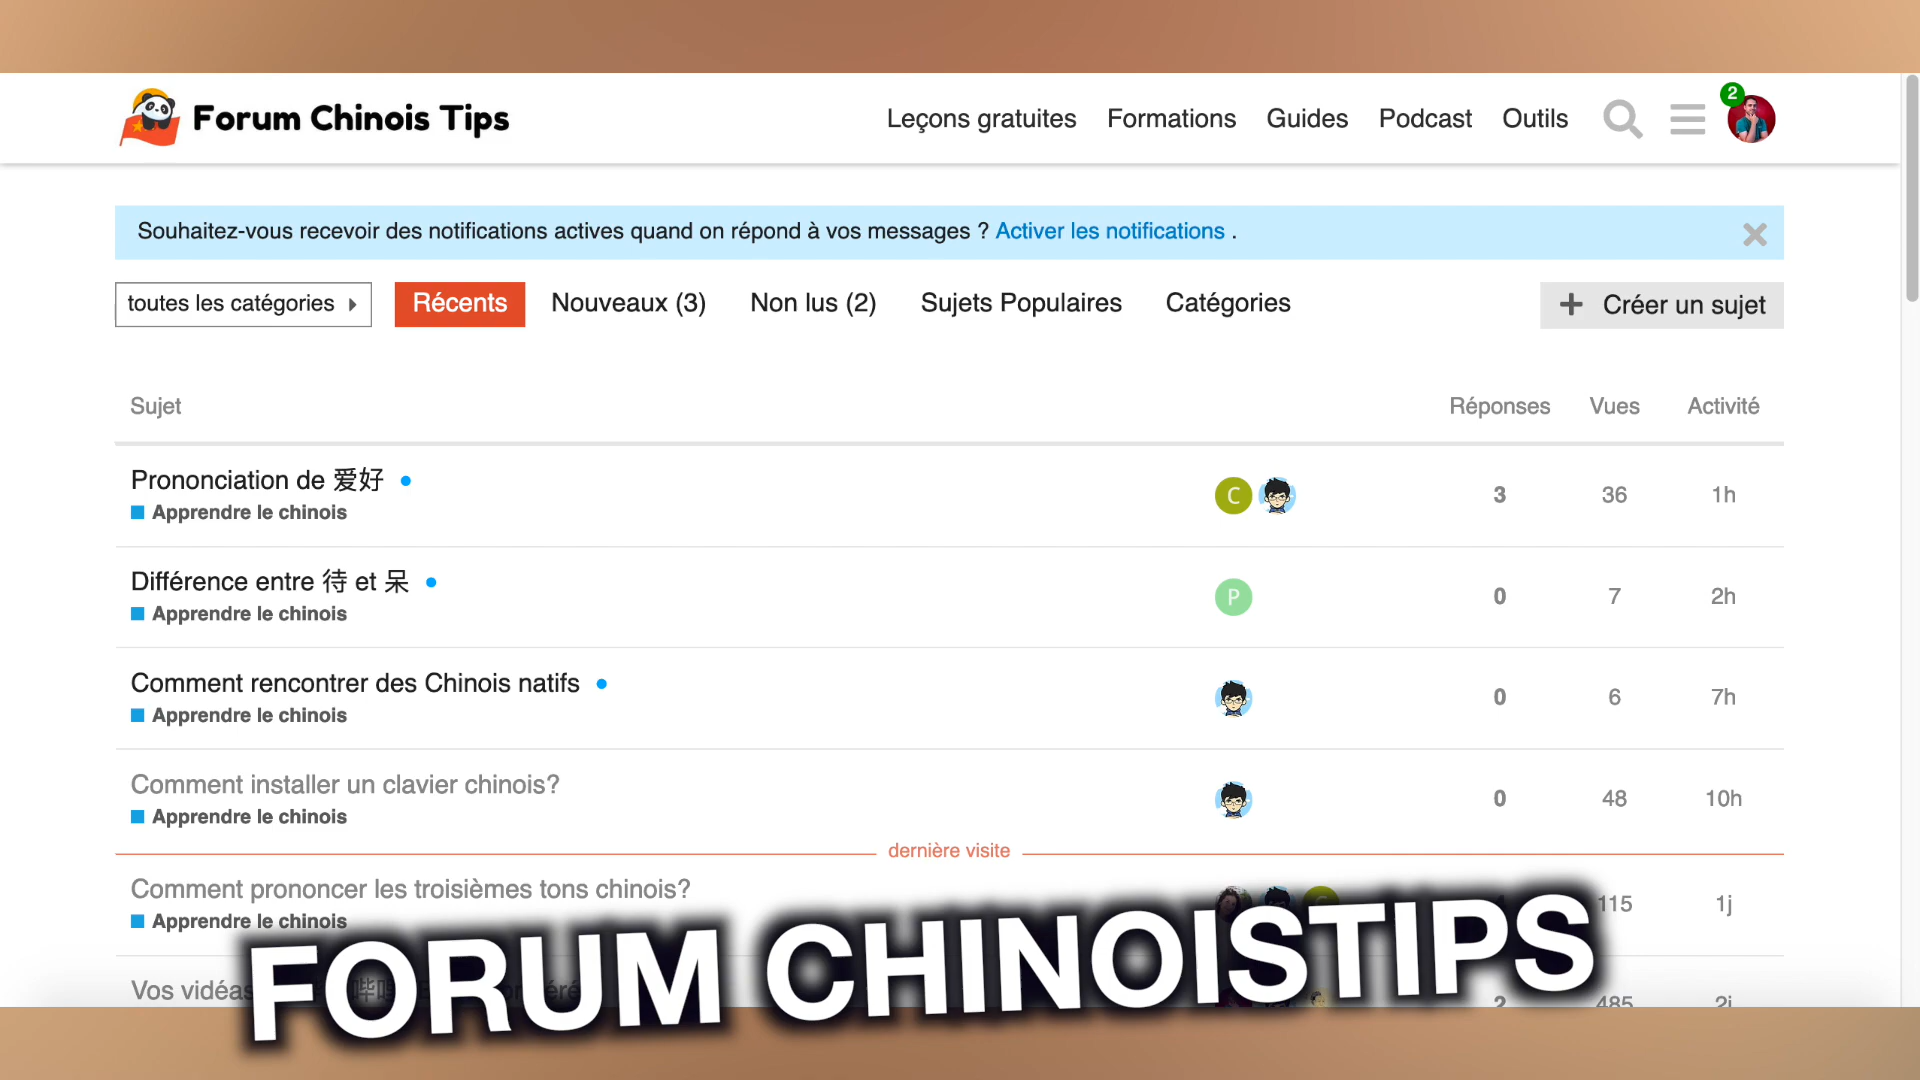 Forum Chinois Tips
Leçons gratuites Formations Guides Podcast Outils
2
Souhaitez-vous recevoir des notifications actives quand on répond à vos messages ? Activer les notifications .
toutes les catégories Récents Nouveaux (3) Non lus (2) Sujets Populaires Catégories + Créer un sujet
Sujet Réponses Vues Activité
Prononciation de 爱好
C 3 36 1h
Apprendre le chinois
Différence entre 待 et 呆
P 0 7 2h
Apprendre le chinois
Comment rencontrer des Chinois natifs
0 6 7h
Apprendre le chinois
Comment installer un clavier chinois?
0 48 10h
Apprendre le chinois
dernière visite
Comment prononcer les troisièmes tons chinois?
115 1j
Apprendre le chinois
Vos vidéas
2 485 2j
FORUM CHINOISTIPS